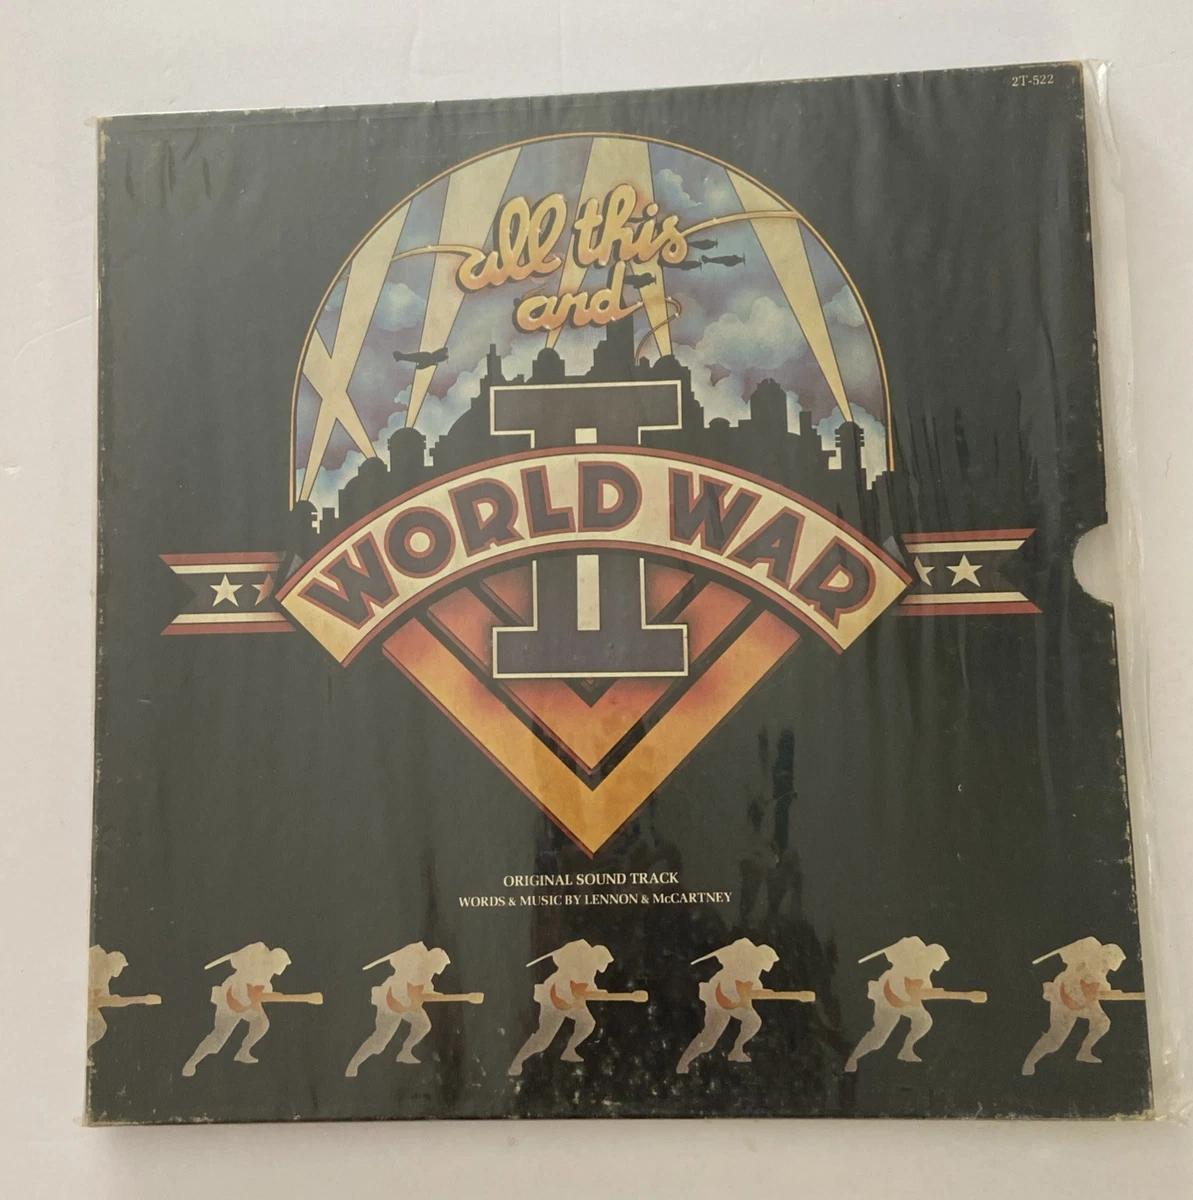 2T-522
all this
and
II
WORLD WAR
ORIGINAL SOUND TRACK
WORDS & MUSIC BY LENNON & McCARTNEY